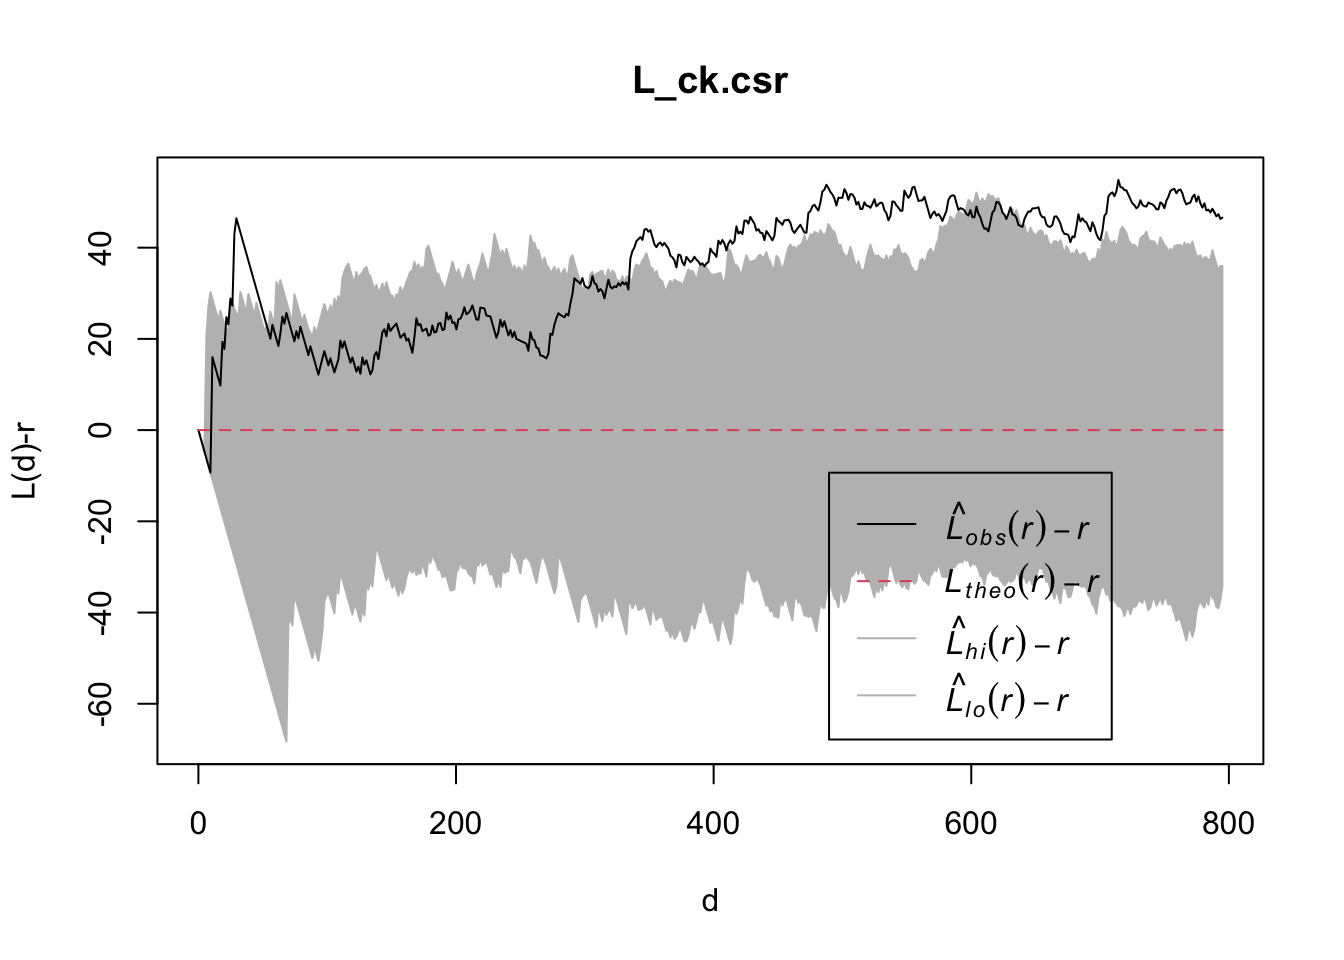 L_ck.csr
L(d)-r
40
20
0
-20
-40
-60
L̂obs(r) − r
Ltheo(r) − r
L̂hi(r) − r
L̂lo(r) − r
0 200 400 600 800
d